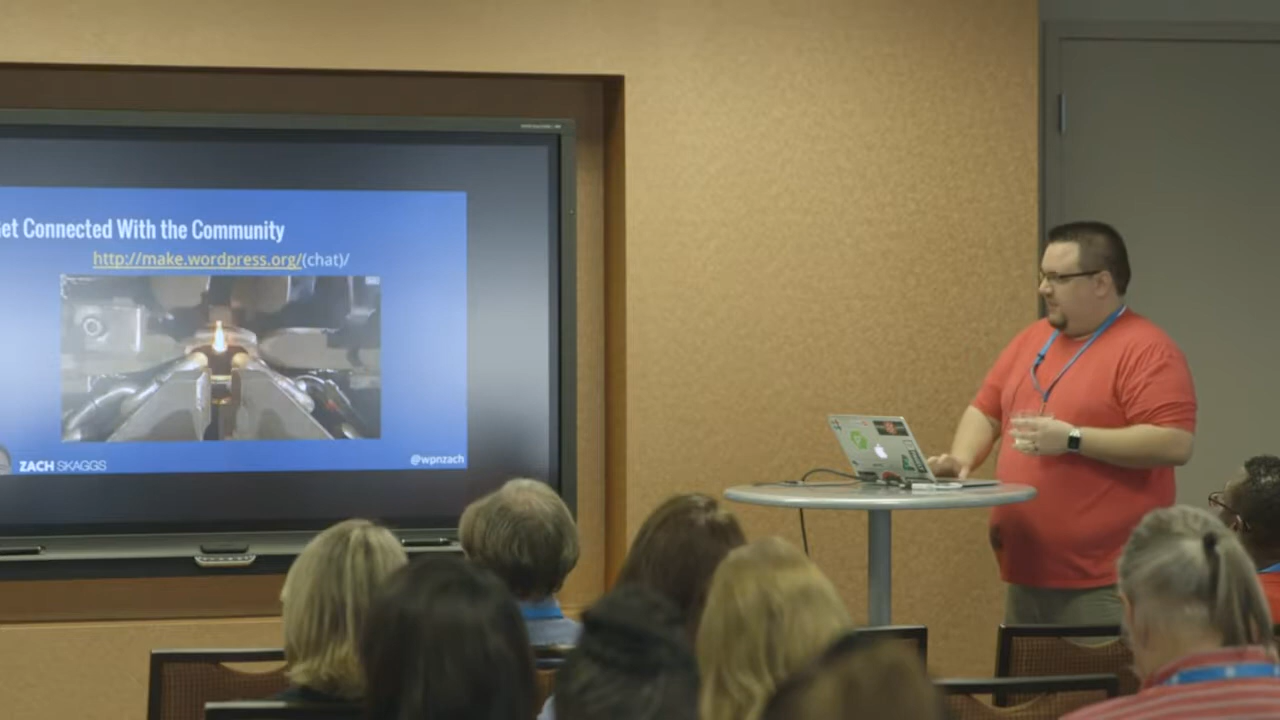 et Connected With the Community
http://make.wordpress.org/(chat)/
ZACH SKAGGS
@wpnzach